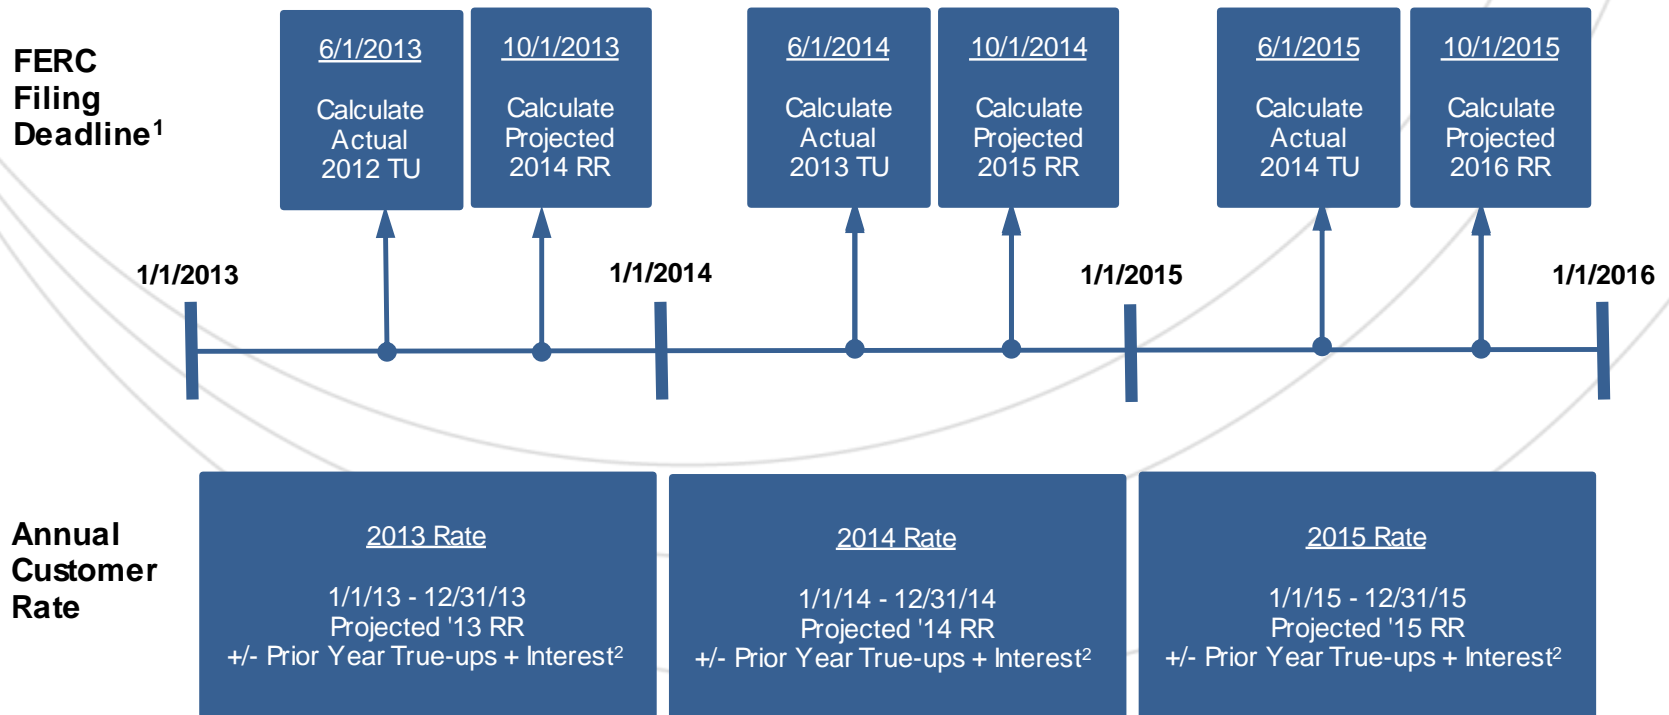 FERC
Filing
Deadline¹
6/1/2013
Calculate
Actual
2012 TU
10/1/2013
Calculate
Projected
2014 RR
6/1/2014
Calculate
Actual
2013 TU
10/1/2014
Calculate
Projected
2015 RR
6/1/2015
Calculate
Actual
2014 TU
10/1/2015
Calculate
Projected
2016 RR
1/1/2013
1/1/2014
1/1/2015
1/1/2016
Annual
Customer
Rate
2013 Rate
1/1/13 - 12/31/13
Projected '13 RR
+/- Prior Year True-ups + Interest²
2014 Rate
1/1/14 - 12/31/14
Projected '14 RR
+/- Prior Year True-ups + Interest²
2015 Rate
1/1/15 - 12/31/15
Projected '15 RR
+/- Prior Year True-ups + Interest²